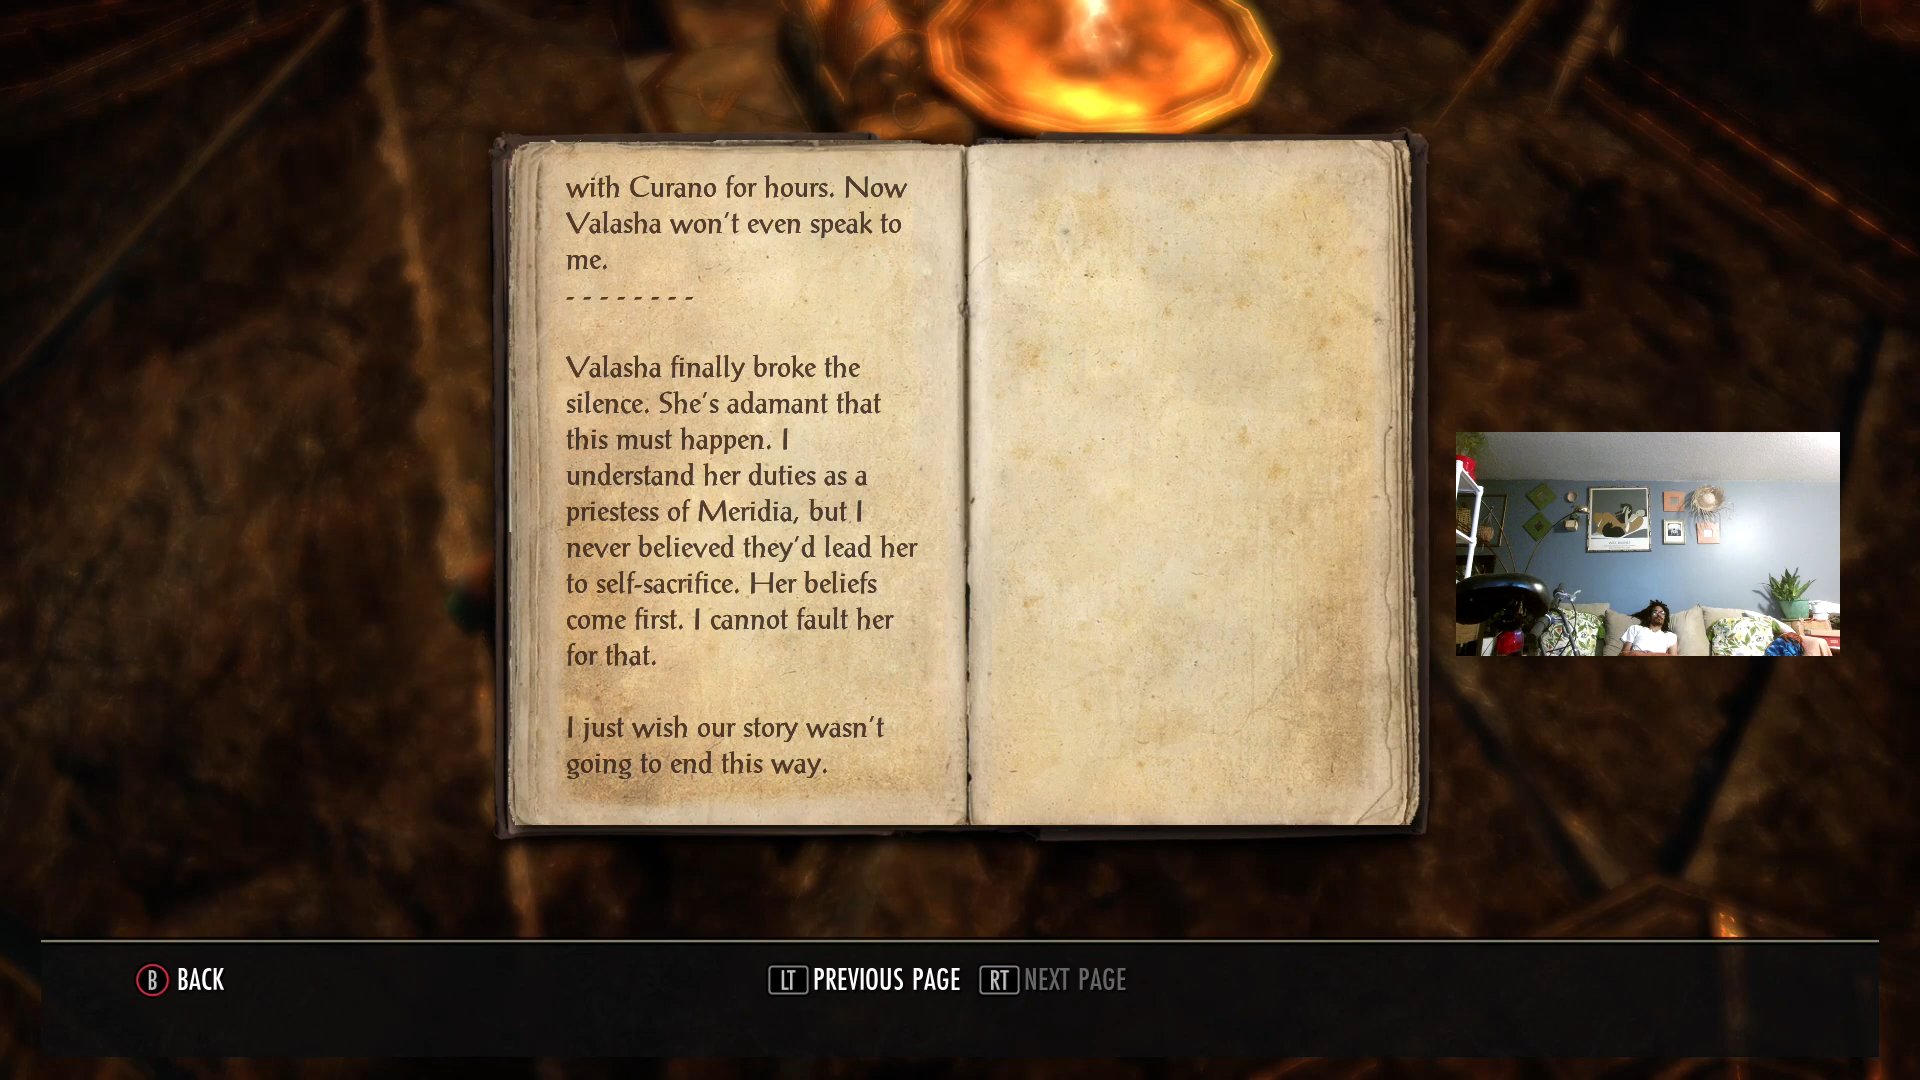 with Curano for hours. Now
Valasha won't even speak to
me.
- - - - - - - -
Valasha finally broke the
silence. She's adamant that
this must happen. I
understand her duties as a
priestess of Meridia, but I
never believed they'd lead her
to self-sacrifice. Her beliefs
come first. I cannot fault her
for that.
I just wish our story wasn't
going to end this way.
B BACK
LT PREVIOUS PAGE RT NEXT PAGE